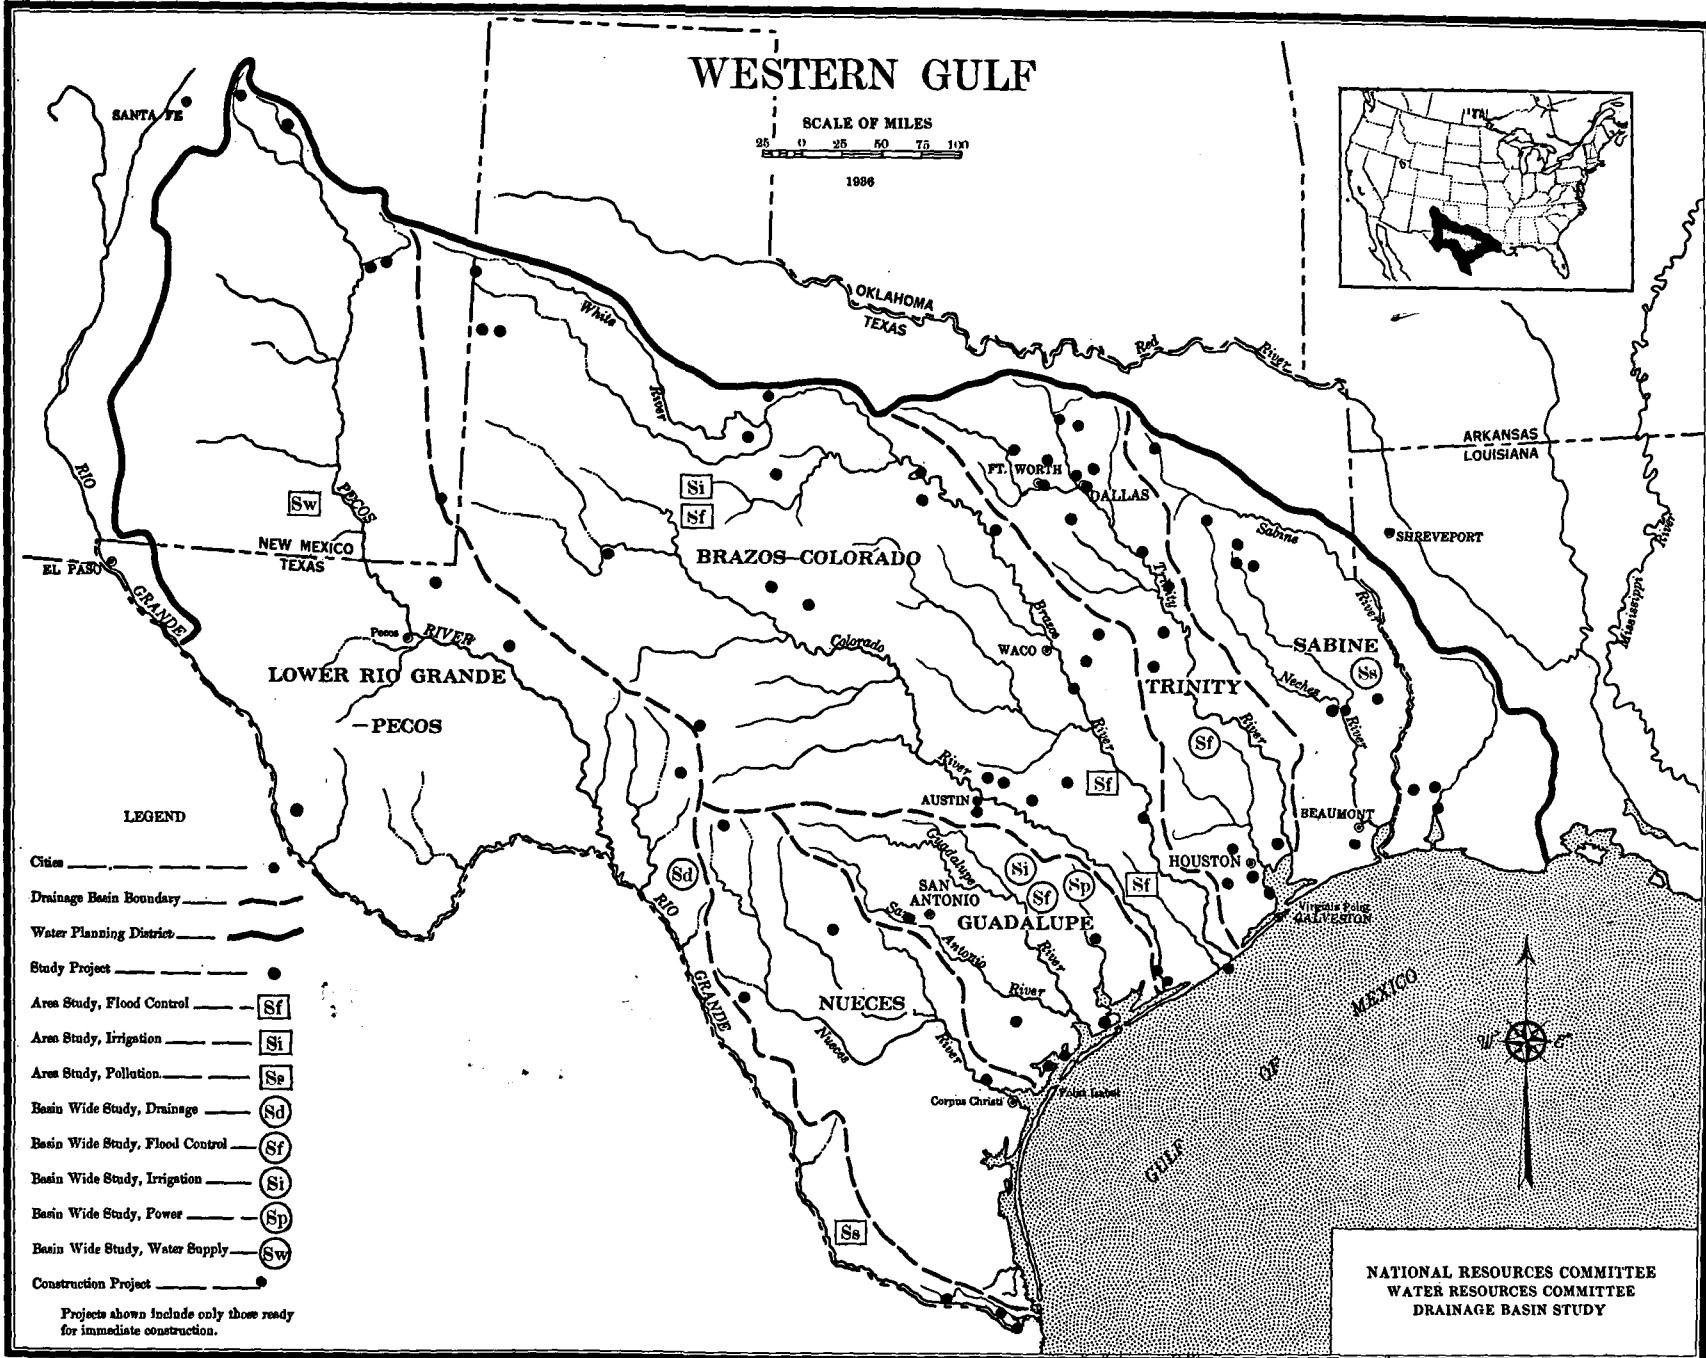 WESTERN GULF
SCALE OF MILES
25 0 25 50 75 100
1936
SANTA FE
OKLAHOMA
TEXAS
Red
River
White
River
ARKANSAS
LOUISIANA
RIO
PECOS
Sw
Si
Sf
FT. WORTH
DALLAS
Sabine
SHREVEPORT
River
Mississippi
NEW MEXICO
TEXAS
EL PASO
BRAZOS-COLORADO
GRANDE
Trinity
River
Brazos
Pecos
RIVER
Colorado
WACO
SABINE
Ss
LOWER RIO GRANDE
—PECOS
TRINITY
Neches
River
River
River
Sf
River
Sf
AUSTIN
BEAUMONT
LEGEND
Cities
Drainage Basin Boundary
Water Planning District
Study Project
Area Study, Flood Control Sf
Area Study, Irrigation Si
Area Study, Pollution Ss
Basin Wide Study, Drainage Sd
Basin Wide Study, Flood Control Sf
Basin Wide Study, Irrigation Si
Basin Wide Study, Power Sp
Basin Wide Study, Water Supply Sw
Construction Project
Projects shown include only those ready
for immediate construction.
HOUSTON
Guadalupe
Sd
Si
Sf
Sp
Sf
RIO
SAN
ANTONIO
San
GUADALUPE
Virginia Point
GALVESTON
Antonio
River
River
GRANDE
NUECES
Nueces
River
Corpus Christi
Point Isabel
Ss
GULF
OF
MEXICO
W E
NATIONAL RESOURCES COMMITTEE
WATER RESOURCES COMMITTEE
DRAINAGE BASIN STUDY